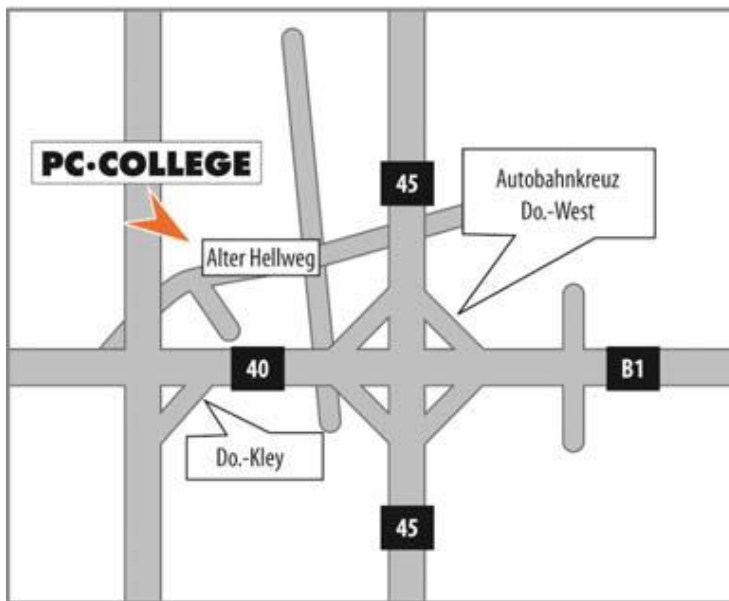 PC·COLLEGE
45
Autobahnkreuz
Do.-West
Alter Hellweg
40
B1
Do.-Kley
45